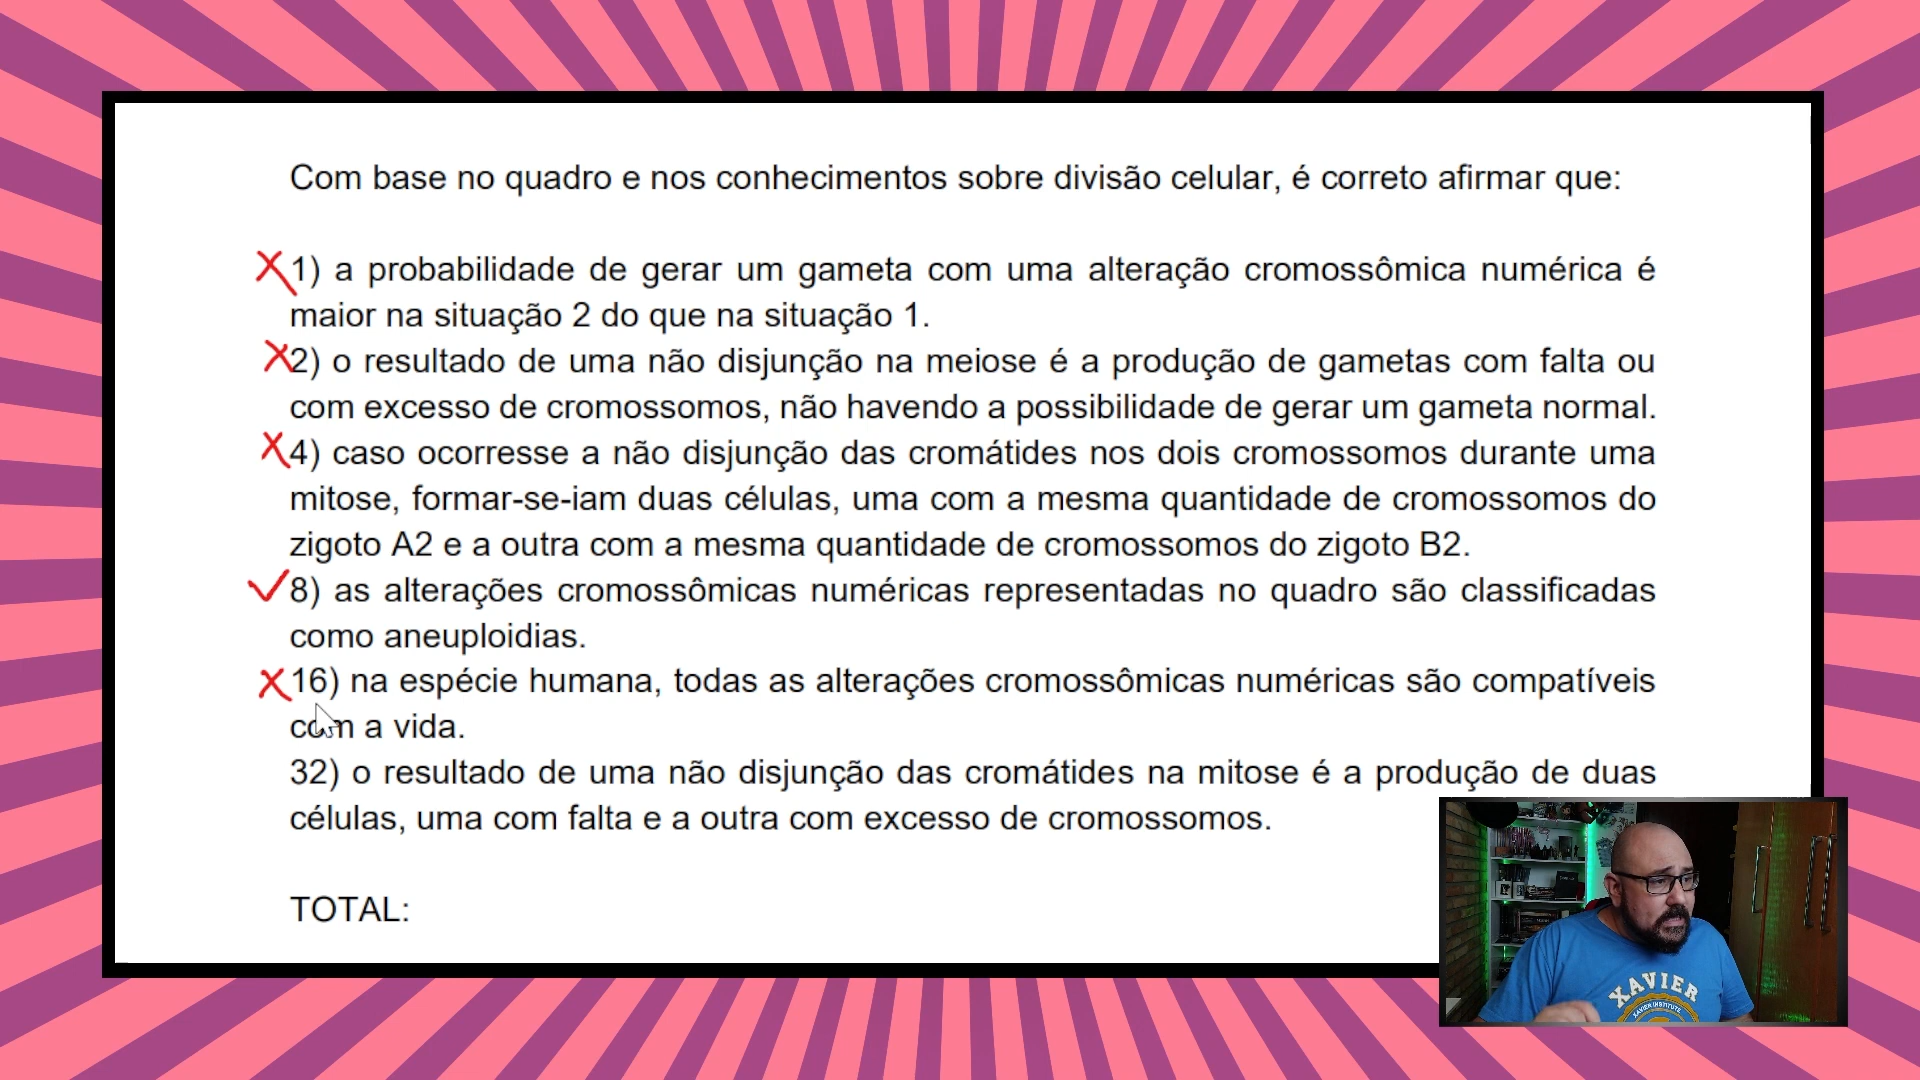 Com base no quadro e nos conhecimentos sobre divisão celular, é correto afirmar que:
1) a probabilidade de gerar um gameta com uma alteração cromossômica numérica é
maior na situação 2 do que na situação 1.
2) o resultado de uma não disjunção na meiose é a produção de gametas com falta ou
com excesso de cromossomos, não havendo a possibilidade de gerar um gameta normal.
4) caso ocorresse a não disjunção das cromátides nos dois cromossomos durante uma
mitose, formar-se-iam duas células, uma com a mesma quantidade de cromossomos do
zigoto A2 e a outra com a mesma quantidade de cromossomos do zigoto B2.
8) as alterações cromossômicas numéricas representadas no quadro são classificadas
como aneuploidias.
16) na espécie humana, todas as alterações cromossômicas numéricas são compatíveis
com a vida.
32) o resultado de uma não disjunção das cromátides na mitose é a produção de duas
células, uma com falta e a outra com excesso de cromossomos.
TOTAL:
XAVIER
XAVIER INSTITUTE